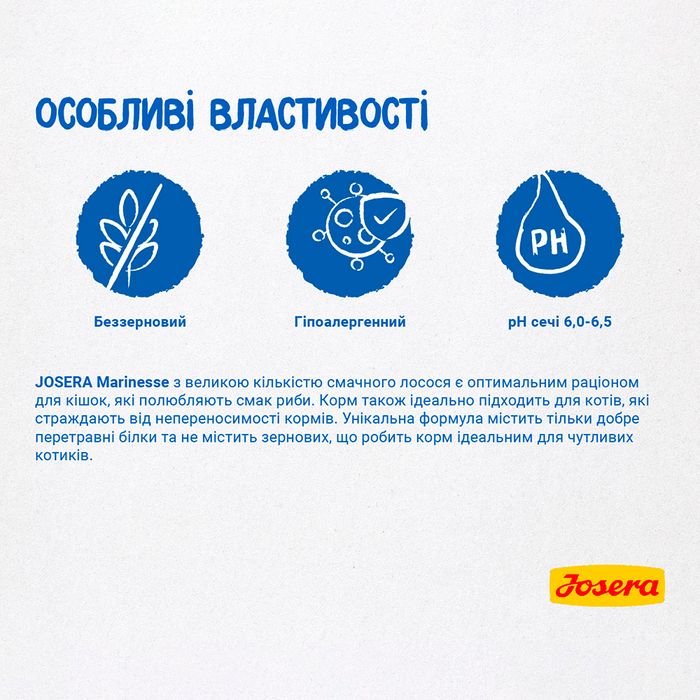 ОСОБЛИВІ ВЛАСТИВОСТІ
PH
Беззерновий
Гіпоалергенний
pH сечі 6,0-6,5
JOSERA Marinesse з великою кількістю смачного лосося є оптимальним раціоном
для кішок, які полюбляють смак риби. Корм також ідеально підходить для котів, які
страждають від непереносимості кормів. Унікальна формула містить тільки добре
перетравні білки та не містить зернових, що робить корм ідеальним для чутливих
котиків.
Josera